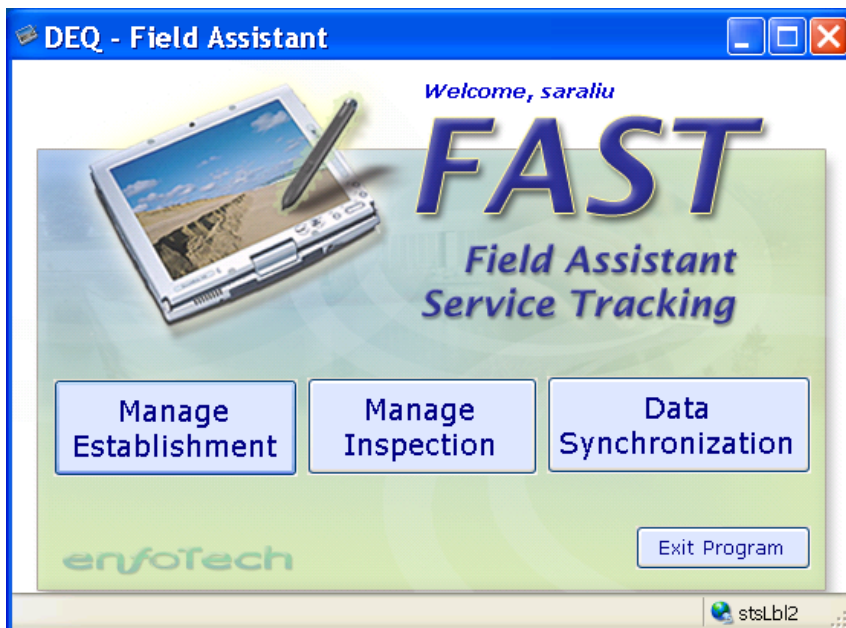 DEQ - Field Assistant
Welcome, saraliu
FAST
Field Assistant
Service Tracking
Manage
Establishment
Manage
Inspection
Data
Synchronization
enfoTech
Exit Program
stsLbl2